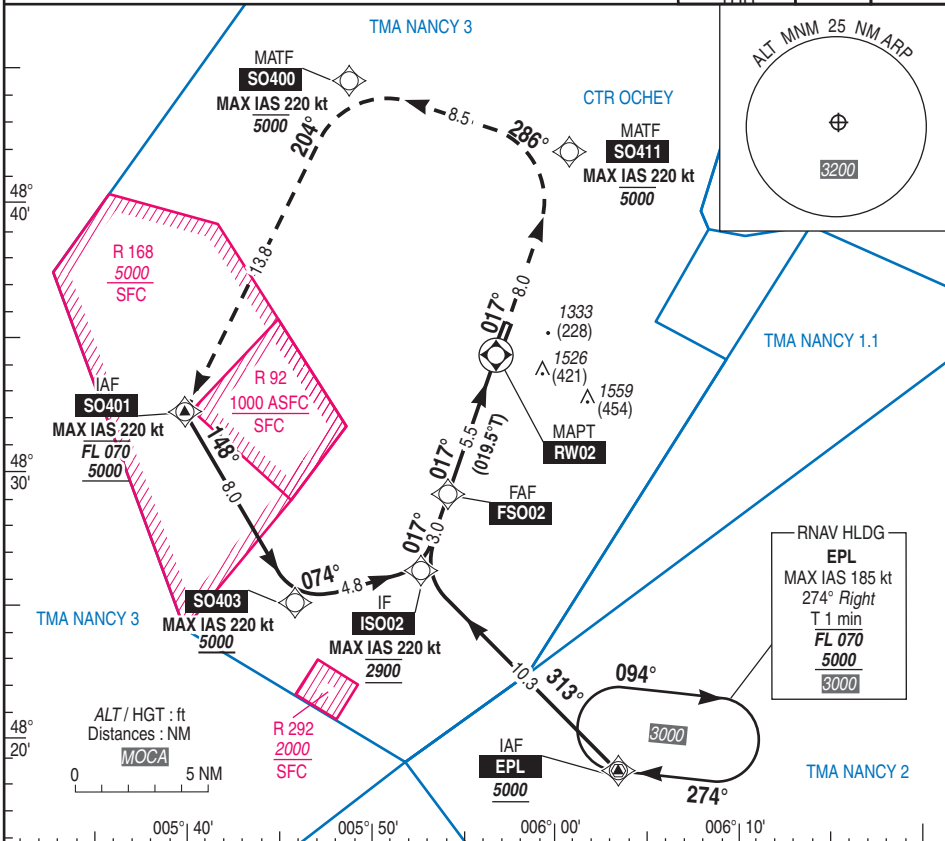 TMA NANCY 3
MATF
SO400
MAX IAS 220 kt
5000
ALT MNM 25 NM ARP
3200
CTR OCHEY
MATF
SO411
MAX IAS 220 kt
5000
8.5
286°
204°
48°
40'
R 168
5000
SFC
13.8
8.0
017°
1333
(228)
1526
(421)
1559
(454)
TMA NANCY 1.1
R 92
1000 ASFC
SFC
IAF
SO401
MAX IAS 220 kt
FL 070
5000
148°
8.0
5.5
(019.5°T)
017°
MAPT
RW02
48°
30'
FAF
FSO02
017°
3.0
074°
4.8
SO403
MAX IAS 220 kt
5000
IF
ISO02
MAX IAS 220 kt
2900
TMA NANCY 3
RNAV HLDG
EPL
MAX IAS 185 kt
274° Right
T 1 min
FL 070
5000
3000
10.3
313°
094°
3000
274°
IAF
EPL
5000
TMA NANCY 2
R 292
2000
SFC
ALT / HGT : ft
Distances : NM
MOCA
0 5 NM
48°
20'
005° 40'
005° 50'
006° 00'
006° 10'